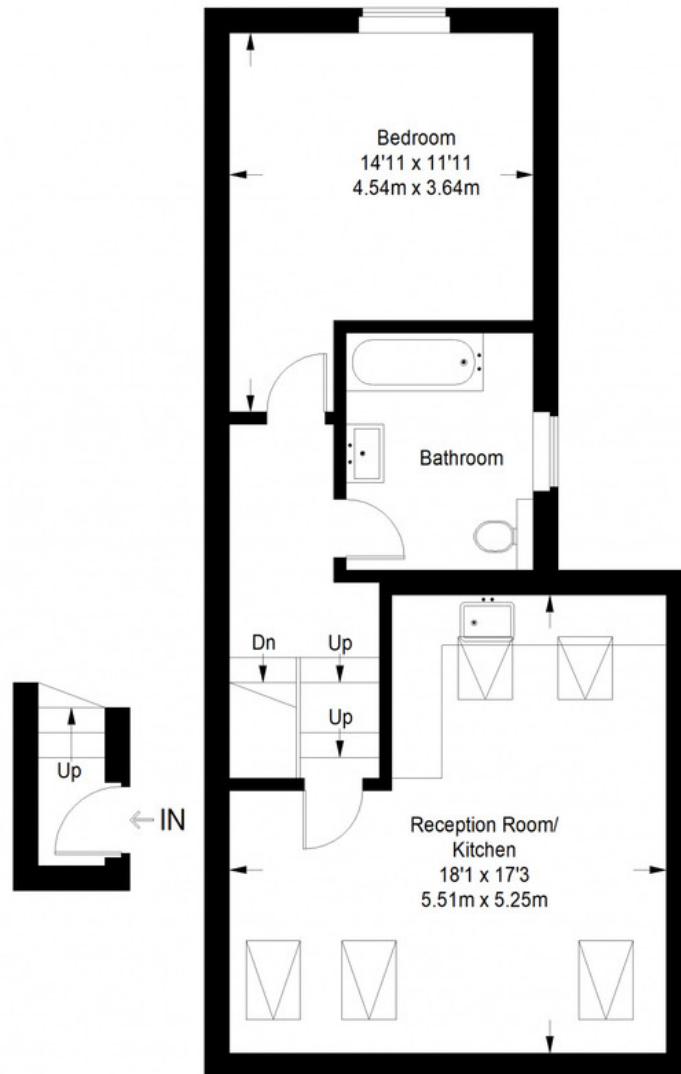 Bedroom
14'11 x 11'11
4.54m x 3.64m
Bathroom
Dn
Up
Up
Up
IN
Reception Room/
Kitchen
18'1 x 17'3
5.51m x 5.25m